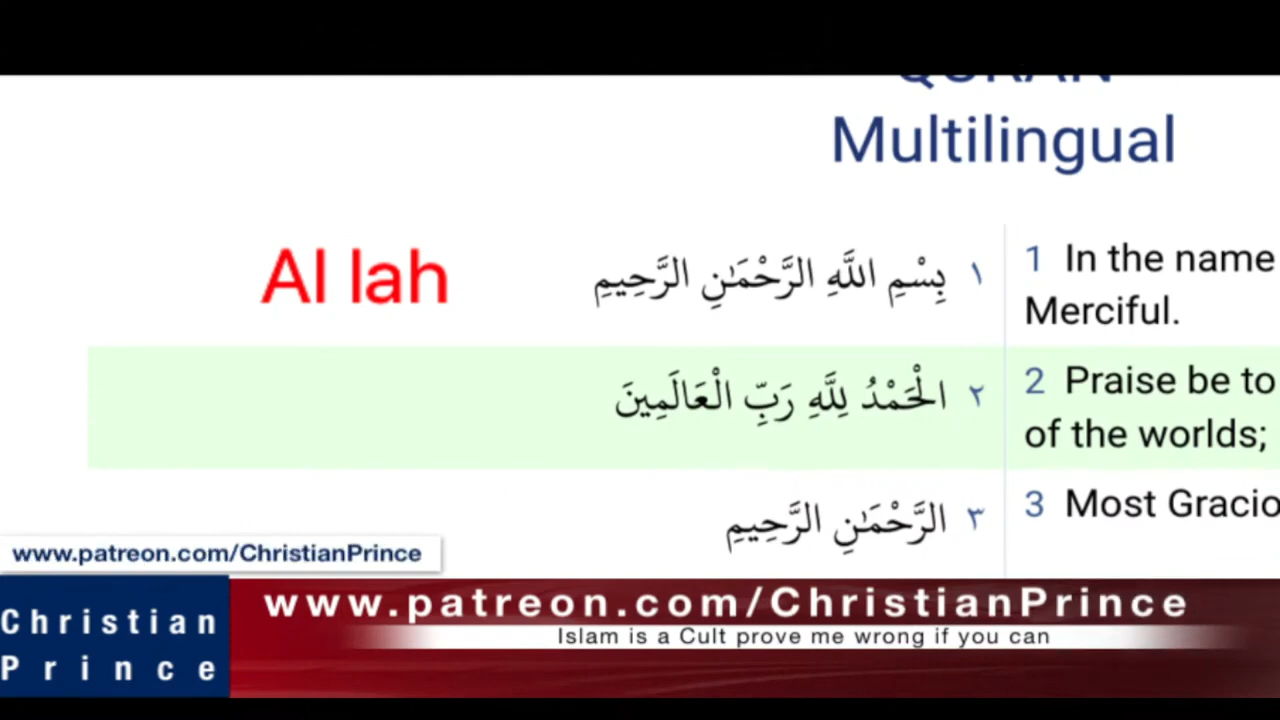 QURAN
Multilingual
Al lah
١ بِسْمِ اللَّهِ الرَّحْمَٰنِ الرَّحِيمِ
1 In the name
Merciful.
٢ الْحَمْدُ لِلَّهِ رَبِّ الْعَالَمِينَ
2 Praise be to
of the worlds;
٣ الرَّحْمَٰنِ الرَّحِيمِ
3 Most Gracio
www.patreon.com/ChristianPrince
www.patreon.com/ChristianPrince
Islam is a Cult prove me wrong if you can
Christian
Prince